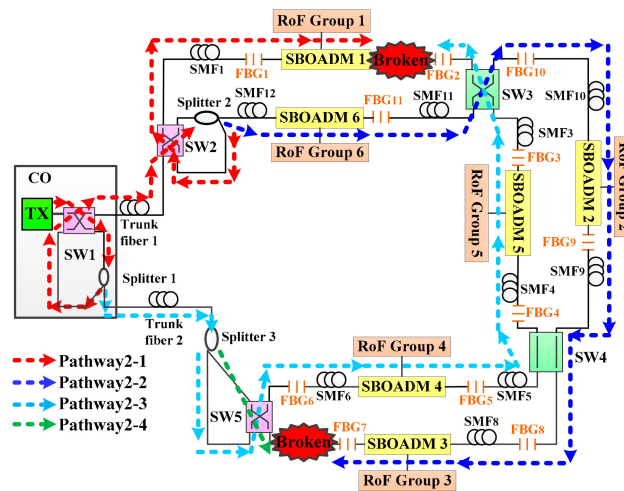 RoF Group 1
SMF1
FBG1
SBOADM 1
Broken
FBG2
FBG10
SW3
SMF10
Splitter 2
SMF12
SBOADM 6
FBG11
SMF11
RoF Group 6
SW2
SMF3
FBG3
CO
TX
SW1
Trunk
fiber 1
RoF Group 5
SBOADM 5
SBOADM 2
RoF Group 2
FBG9
SMF9
Splitter 1
SMF4
FBG4
Trunk
fiber 2
Splitter 3
RoF Group 4
SW4
Pathway2-1
Pathway2-2
Pathway2-3
Pathway2-4
SW5
FBG6
SMF6
SBOADM 4
FBG5
SMF5
Broken
FBG7
SBOADM 3
SMF8
FBG8
RoF Group 3